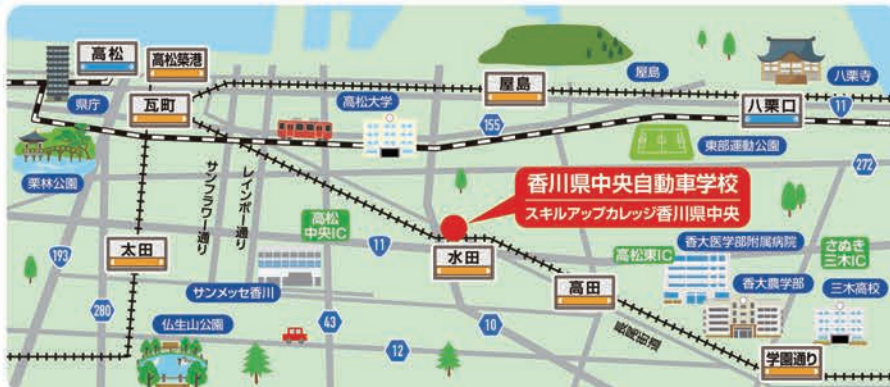 高松
高松築港
県庁
瓦町
栗林公園
高松大学
155
屋島
屋島
八栗寺
八栗口
11
東部運動公園
272
香川県中央自動車学校
スキルアップカレッジ香川県中央
サンフラワー通り
レインボー通り
高松
中央IC
11
水田
193
太田
サンメッセ香川
280
仏生山公園
43
12
10
高田
高松東IC
香大医学部附属病院
香大農学部
さぬき
三木IC
三木高校
長尾街道
学園通り